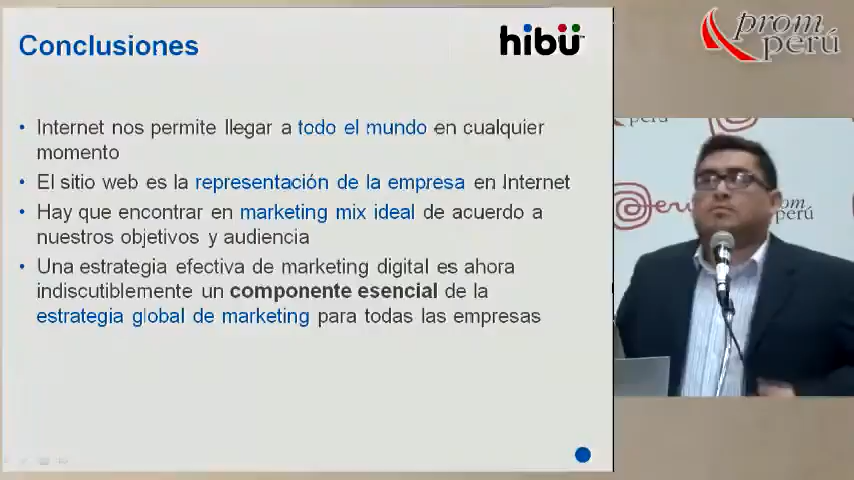 Conclusiones
hibü
prom
perú
• Internet nos permite llegar a todo el mundo en cualquier
momento
• El sitio web es la representación de la empresa en Internet
• Hay que encontrar en marketing mix ideal de acuerdo a
nuestros objetivos y audiencia
• Una estrategia efectiva de marketing digital es ahora
indiscutiblemente un componente esencial de la
estrategia global de marketing para todas las empresas
Perú
perú